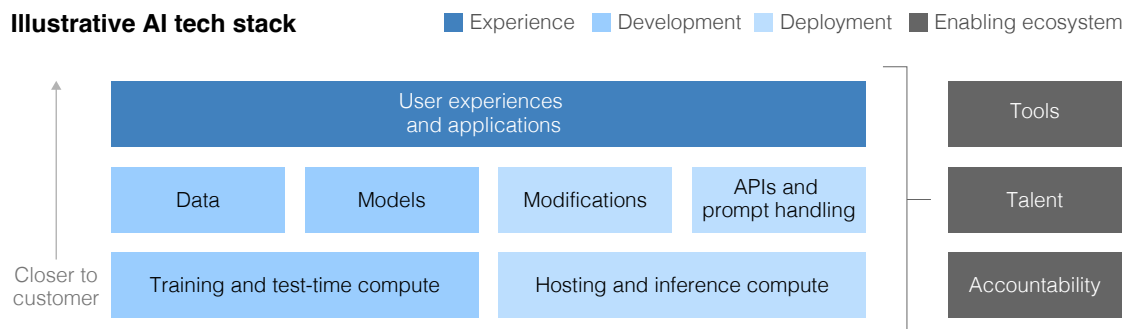 Illustrative AI tech stack
Experience
Development
Deployment
Enabling ecosystem
User experiences
and applications
Tools
Data
Models
Modifications
APIs and
prompt handling
Talent
Closer to
customer
Training and test-time compute
Hosting and inference compute
Accountability